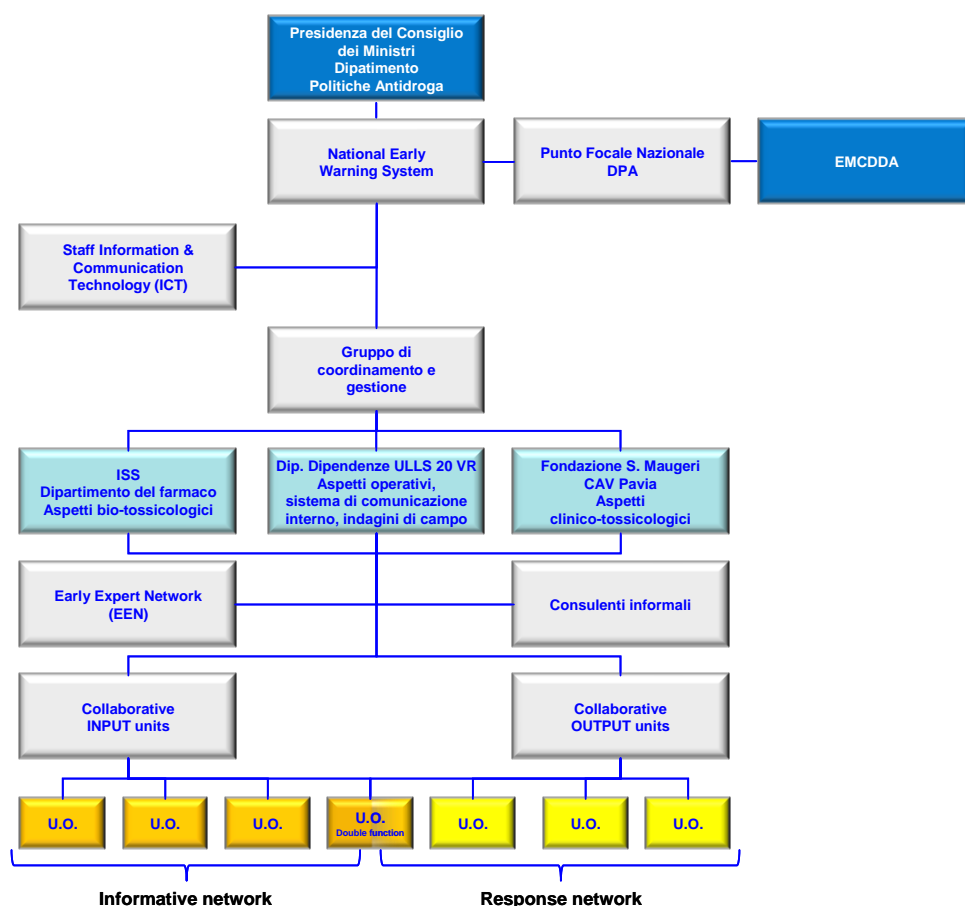 Presidenza del Consiglio
dei Ministri
Dipatimento
Politiche Antidroga
National Early
Warning System
Punto Focale Nazionale
DPA
EMCDDA
Staff Information &
Communication
Technology (ICT)
Gruppo di
coordinamento e
gestione
ISS
Dipartimento del farmaco
Aspetti bio-tossicologici
Dip. Dipendenze ULLS 20 VR
Aspetti operativi,
sistema di comunicazione
interno, indagini di campo
Fondazione S. Maugeri
CAV Pavia
Aspetti
clinico-tossicologici
Early Expert Network
(EEN)
Consulenti informali
Collaborative
INPUT units
Collaborative
OUTPUT units
U.O.
U.O.
U.O.
U.O.
Double function
U.O.
U.O.
U.O.
Informative network
Response network